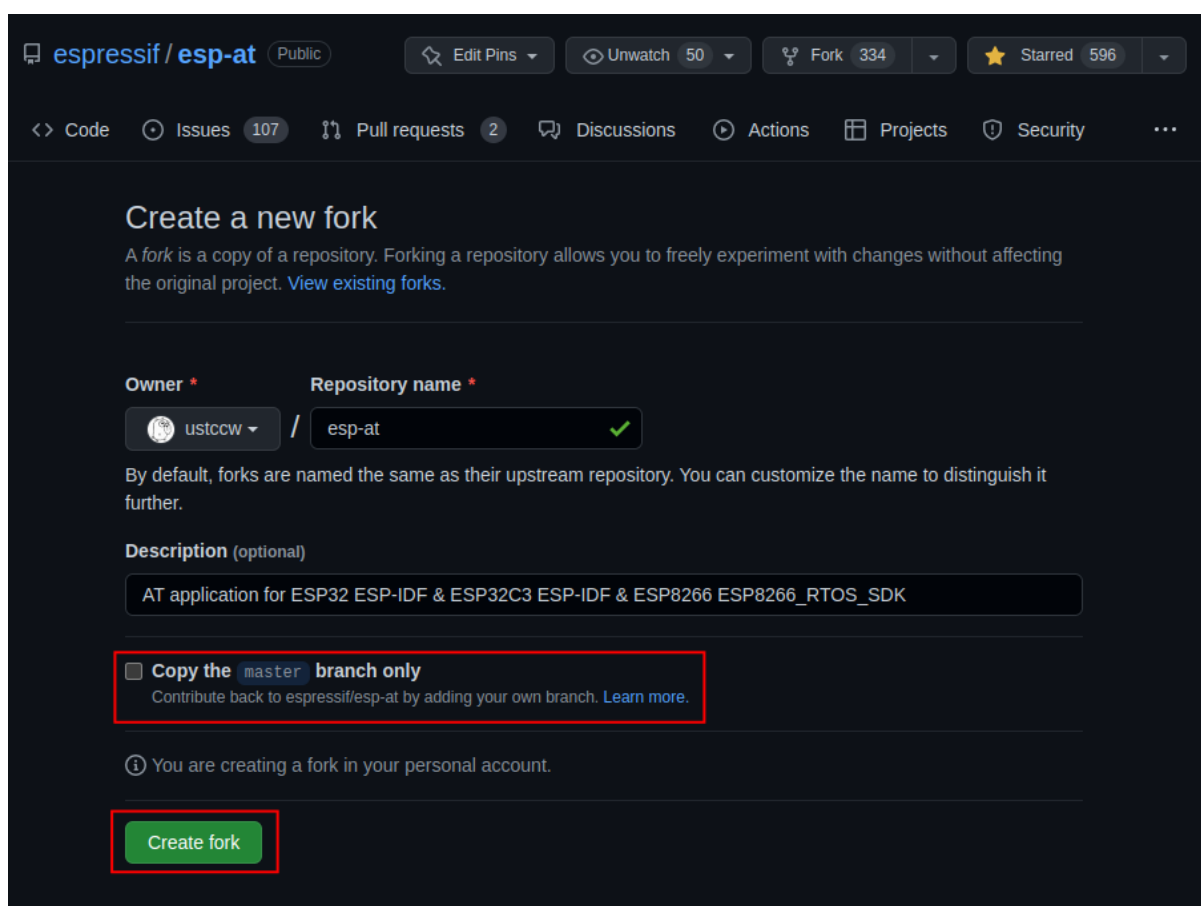 espressif / esp-at Public Edit Pins Unwatch 50 Fork 334 Starred 596
<> Code Issues 107 Pull requests 2 Discussions Actions Projects Security ...
Create a new fork
A fork is a copy of a repository. Forking a repository allows you to freely experiment with changes without affecting
the original project. View existing forks.
Owner * Repository name *
ustccw / esp-at
By default, forks are named the same as their upstream repository. You can customize the name to distinguish it
further.
Description (optional)
AT application for ESP32 ESP-IDF & ESP32C3 ESP-IDF & ESP8266 ESP8266_RTOS_SDK
Copy the master branch only
Contribute back to espressif/esp-at by adding your own branch. Learn more.
You are creating a fork in your personal account.
Create fork